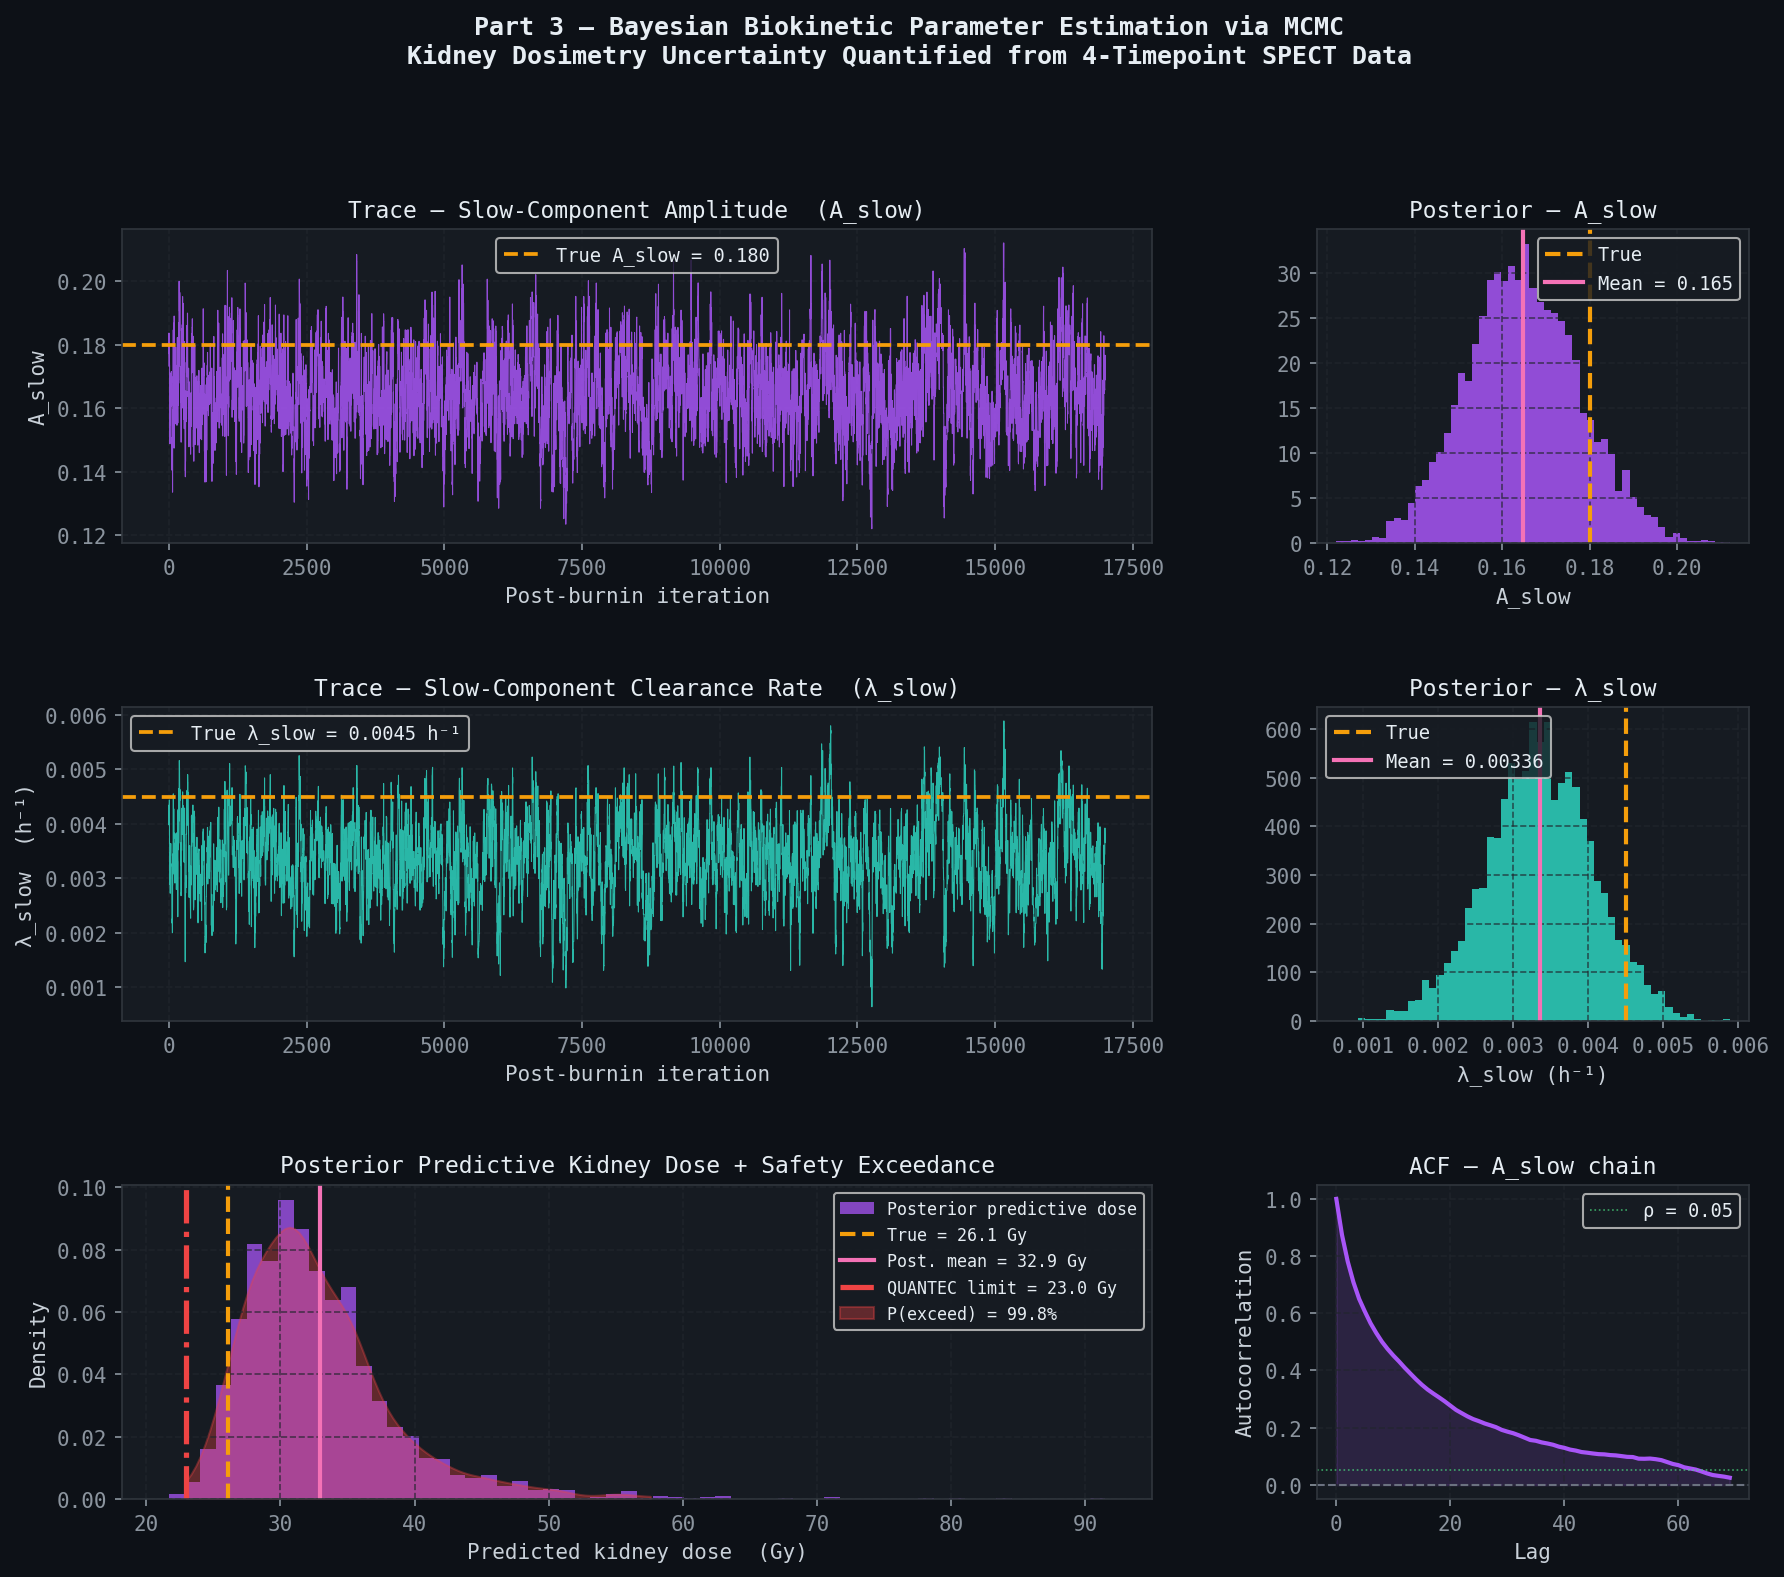 Part 3 — Bayesian Biokinetic Parameter Estimation via MCMC
Kidney Dosimetry Uncertainty Quantified from 4-Timepoint SPECT Data
Trace — Slow-Component Amplitude (A_slow)
True A_slow = 0.180
A_slow
0.20
0.18
0.16
0.14
0.12
0 2500 5000 7500 10000 12500 15000 17500
Post-burnin iteration
Posterior — A_slow
True
Mean = 0.165
30
25
20
15
10
5
0
0.12 0.14 0.16 0.18 0.20
A_slow
Trace — Slow-Component Clearance Rate (λ_slow)
True λ_slow = 0.0045 h⁻¹
λ_slow (h⁻¹)
0.006
0.005
0.004
0.003
0.002
0.001
0 2500 5000 7500 10000 12500 15000 17500
Post-burnin iteration
Posterior — λ_slow
True
Mean = 0.00336
600
500
400
300
200
100
0
0.001 0.002 0.003 0.004 0.005 0.006
λ_slow (h⁻¹)
Posterior Predictive Kidney Dose + Safety Exceedance
Posterior predictive dose
True = 26.1 Gy
Post. mean = 32.9 Gy
QUANTEC limit = 23.0 Gy
P(exceed) = 99.8%
Density
0.10
0.08
0.06
0.04
0.02
0.00
20 30 40 50 60 70 80 90
Predicted kidney dose (Gy)
ACF — A_slow chain
ρ = 0.05
Autocorrelation
1.0
0.8
0.6
0.4
0.2
0.0
0 20 40 60
Lag